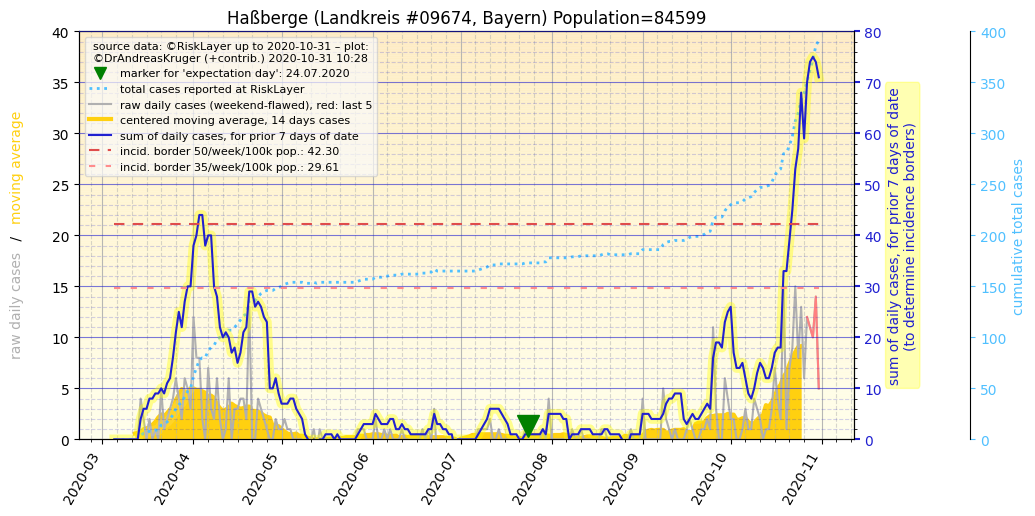 Haßberge (Landkreis #09674, Bayern) Population=84599
source data: ©RiskLayer up to 2020-10-31 – plot:
©DrAndreasKruger (+contrib.) 2020-10-31 10:28
marker for 'expectation day': 24.07.2020
total cases reported at RiskLayer
raw daily cases (weekend-flawed), red: last 5
centered moving average, 14 days cases
sum of daily cases, for prior 7 days of date
incid. border 50/week/100k pop.: 42.30
incid. border 35/week/100k pop.: 29.61
raw daily cases / moving average
40
35
30
25
20
15
10
5
0
2020-03
2020-04
2020-05
2020-06
2020-07
2020-08
2020-09
2020-10
2020-11
80
70
60
50
40
30
20
10
0
sum of daily cases, for prior 7 days of date
(to determine incidence borders)
400
350
300
250
200
150
100
50
0
cumulative total cases